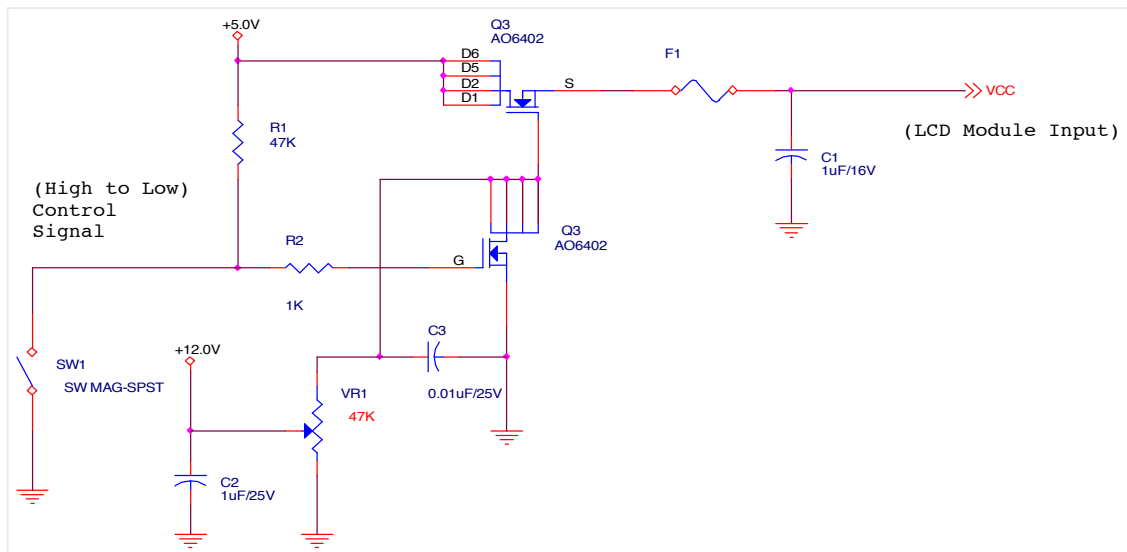 Q3
AO6402
+5.0V
D6
D5
D2
D1
S
F1
VCC
(LCD Module Input)
R1
47K
C1
1uF/16V
(High to Low)
Control
Signal
Q3
AO6402
R2
G
1K
C3
+12.0V
SW1
SW MAG-SPST
VR1
0.01uF/25V
47K
C2
1uF/25V